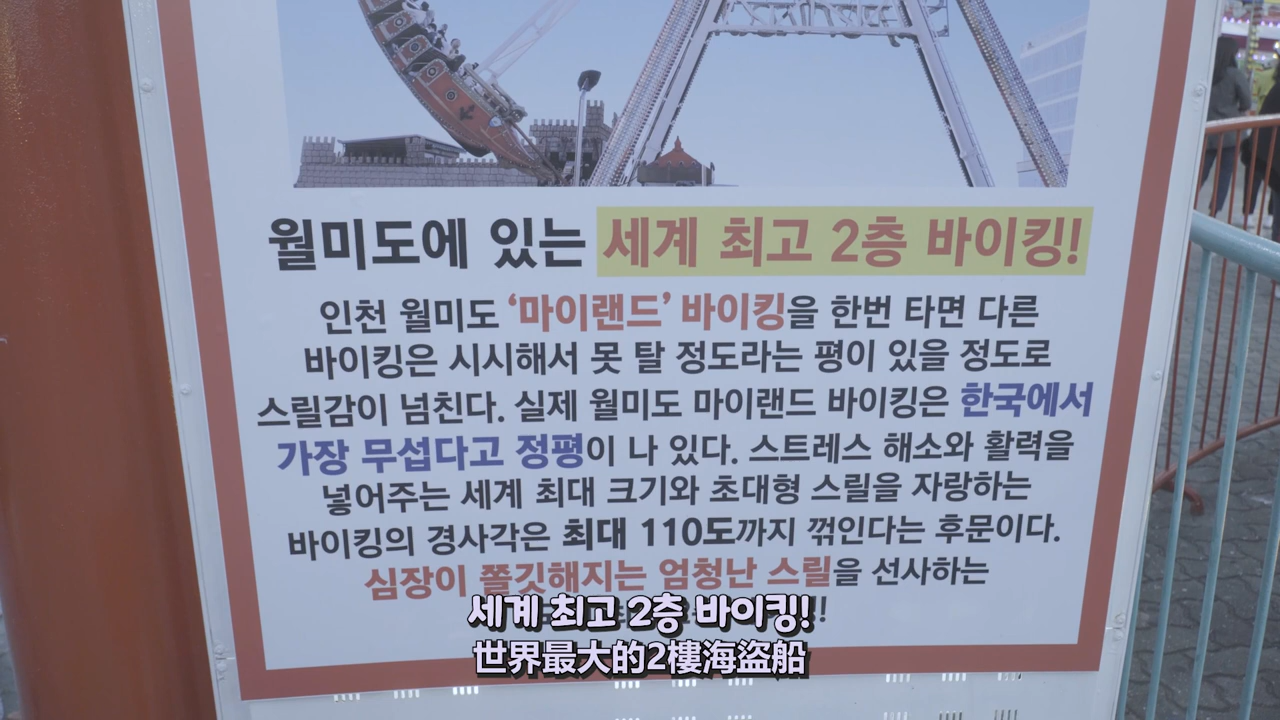 월미도에 있는 세계 최고 2층 바이킹!
인천 월미도 ‘마이랜드’ 바이킹을 한번 타면 다른
바이킹은 시시해서 못 탈 정도라는 평이 있을 정도로
스릴감이 넘친다. 실제 월미도 마이랜드 바이킹은 한국에서
가장 무섭다고 정평이 나 있다. 스트레스 해소와 활력을
넣어주는 세계 최대 크기와 초대형 스릴을 자랑하는
바이킹의 경사각은 최대 110도까지 꺾인다는 후문이다.
심장이 쫄깃해지는 엄청난 스릴을 선사하는
세계 최고 2층 바이킹!
世界最大的2樓海盜船